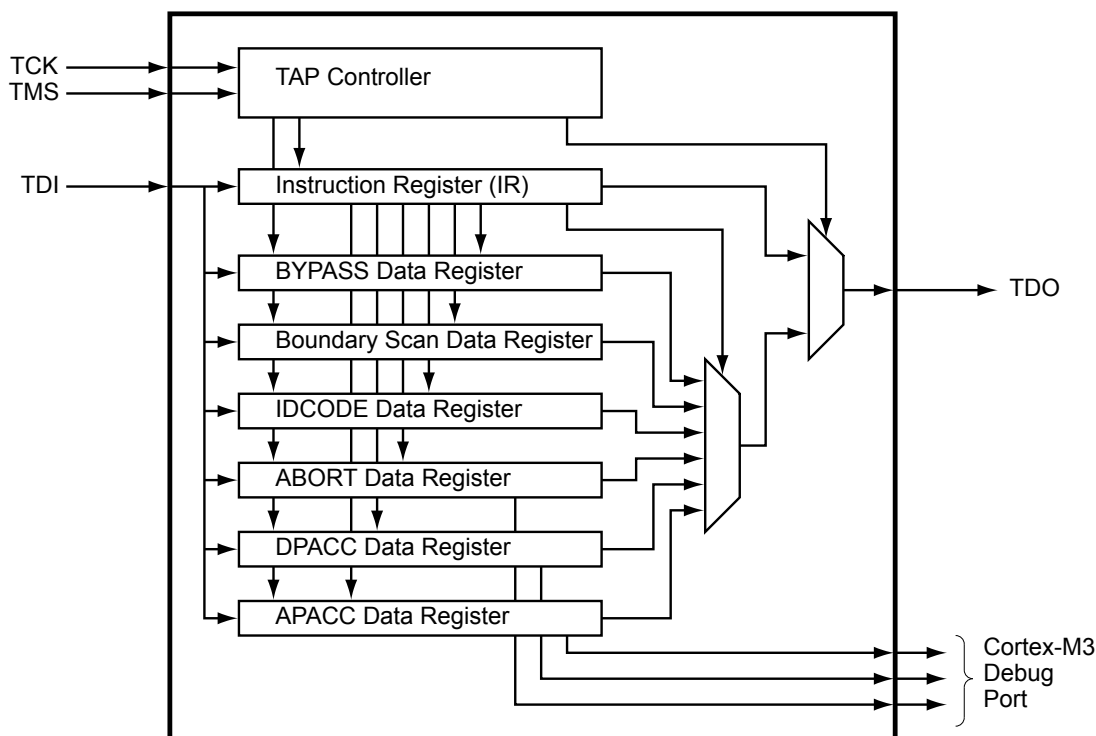 TCK
TMS
TAP Controller
TDI
Instruction Register (IR)
BYPASS Data Register
TDO
Boundary Scan Data Register
IDCODE Data Register
ABORT Data Register
DPACC Data Register
APACC Data Register
Cortex-M3
Debug
Port